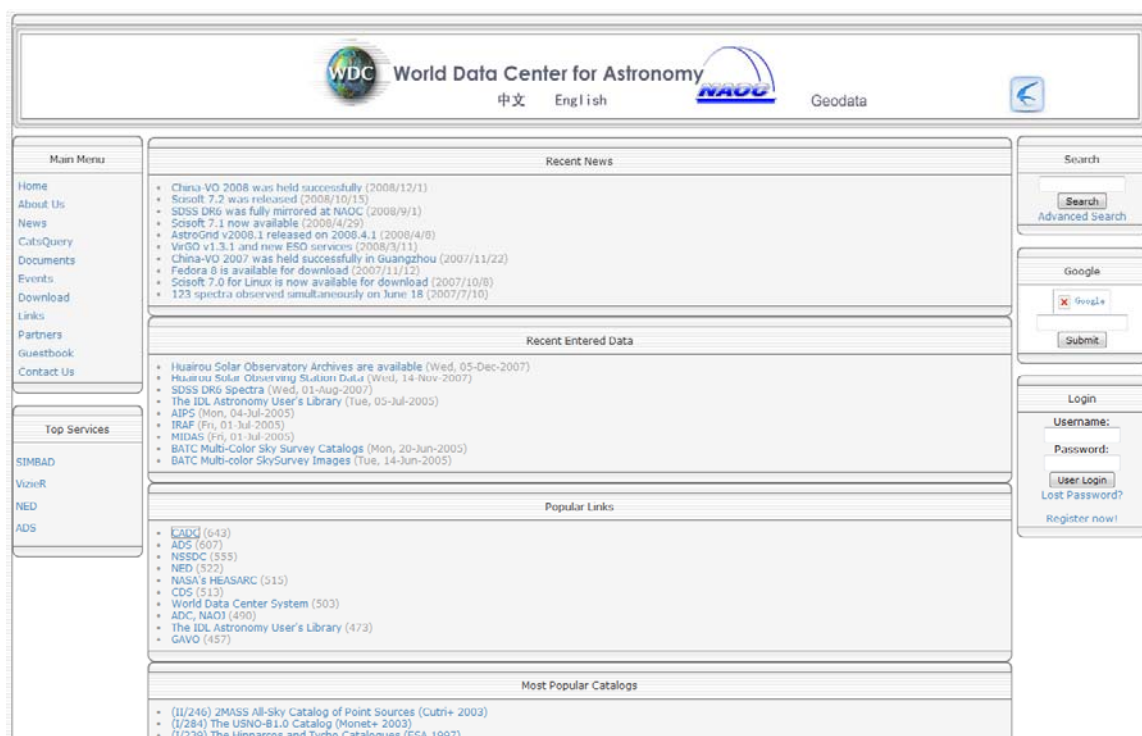 WDC World Data Center for Astronomy NAOC
中文 English Geodata
Main Menu
Home
About Us
News
CatsQuery
Documents
Events
Download
Links
Partners
Guestbook
Contact Us
Top Services
SIMBAD
VizieR
NED
ADS
Recent News
China-VO 2008 was held successfully (2008/12/1)
Scisoft 7.2 was released (2008/10/15)
SDSS DR6 was fully mirrored at NAOC (2008/9/1)
Scisoft 7.1 now available (2008/4/29)
AstroGrid v2008.1 released on 2008.4.1 (2008/4/8)
VirGO v1.3.1 and new ESO services (2008/3/11)
China-VO 2007 was held successfully in Guangzhou (2007/11/22)
Fedora 8 is available for download (2007/11/12)
Scisoft 7.0 for Linux is now available for download (2007/10/8)
123 spectra observed simultaneously on June 18 (2007/7/10)
Recent Entered Data
Huairou Solar Observatory Archives are available (Wed, 05-Dec-2007)
Huairou Solar Observing Station Data (Wed, 14-Nov-2007)
SDSS DR6 Spectra (Wed, 01-Aug-2007)
The IDL Astronomy User's Library (Tue, 05-Jul-2005)
AIPS (Mon, 04-Jul-2005)
IRAF (Fri, 01-Jul-2005)
MIDAS (Fri, 01-Jul-2005)
BATC Multi-Color Sky Survey Catalogs (Mon, 20-Jun-2005)
BATC Multi-color SkySurvey Images (Tue, 14-Jun-2005)
Popular Links
CADC (643)
ADS (607)
NSSDC (555)
NED (522)
NASA's HEASARC (515)
CDS (513)
World Data Center System (503)
ADC, NAOJ (490)
The IDL Astronomy User's Library (473)
GAVO (457)
Most Popular Catalogs
(II/246) 2MASS All-Sky Catalog of Point Sources (Cutri+ 2003)
(I/284) The USNO-B1.0 Catalog (Monet+ 2003)
(I/239) The Hipparcos and Tycho Catalogues (ESA 1997)
Search
Search
Advanced Search
Google
Google
Submit
Login
Username:
Password:
User Login
Lost Password?
Register now!